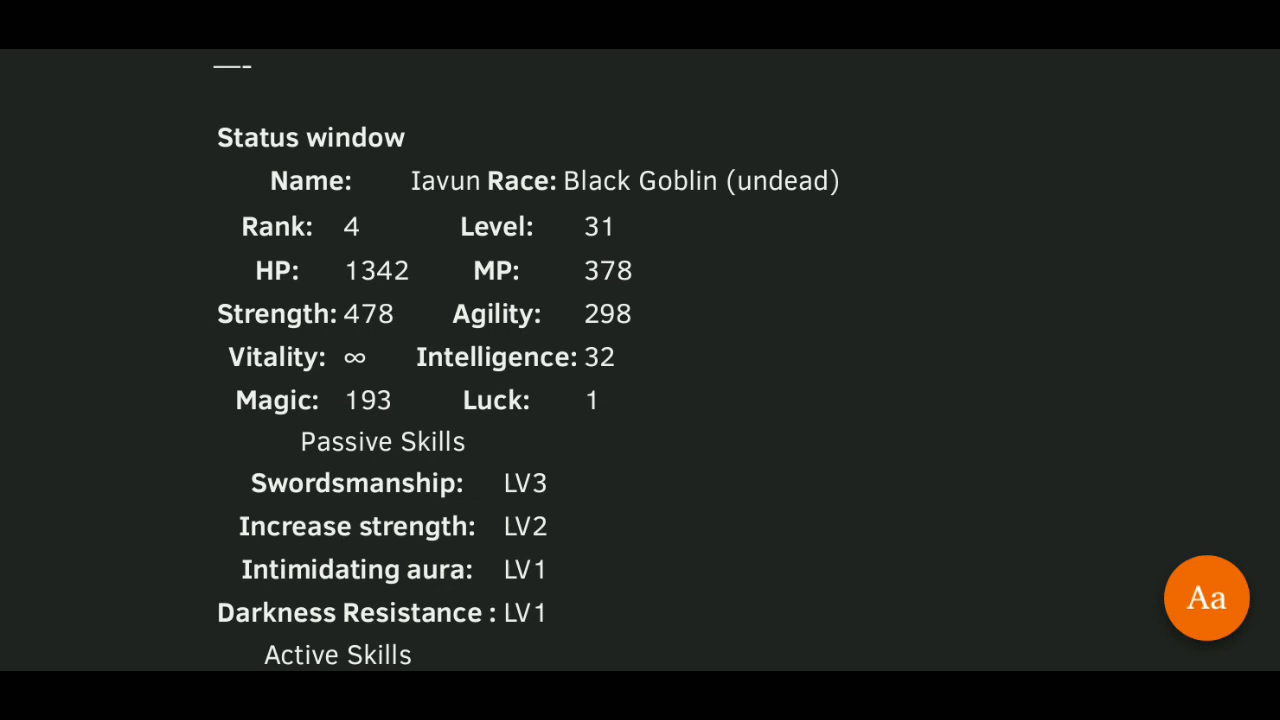 —-
Status window
Name: Iavun Race: Black Goblin (undead)
Rank: 4 Level: 31
HP: 1342 MP: 378
Strength: 478 Agility: 298
Vitality: ∞ Intelligence: 32
Magic: 193 Luck: 1
Passive Skills
Swordsmanship: LV3
Increase strength: LV2
Intimidating aura: LV1
Darkness Resistance : LV1
Active Skills
Aa